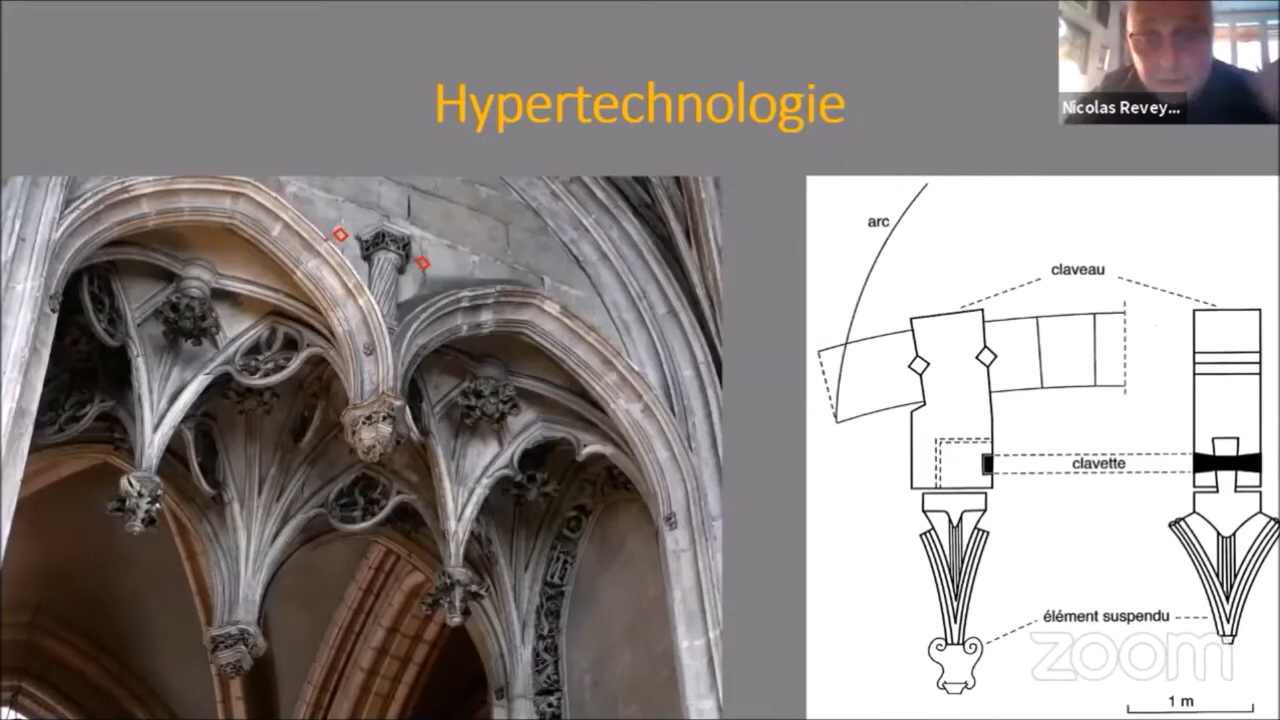 Hypertechnologie
Nicolas Revey...
arc
claveau
clavette
élément suspendu
zoom
1 m